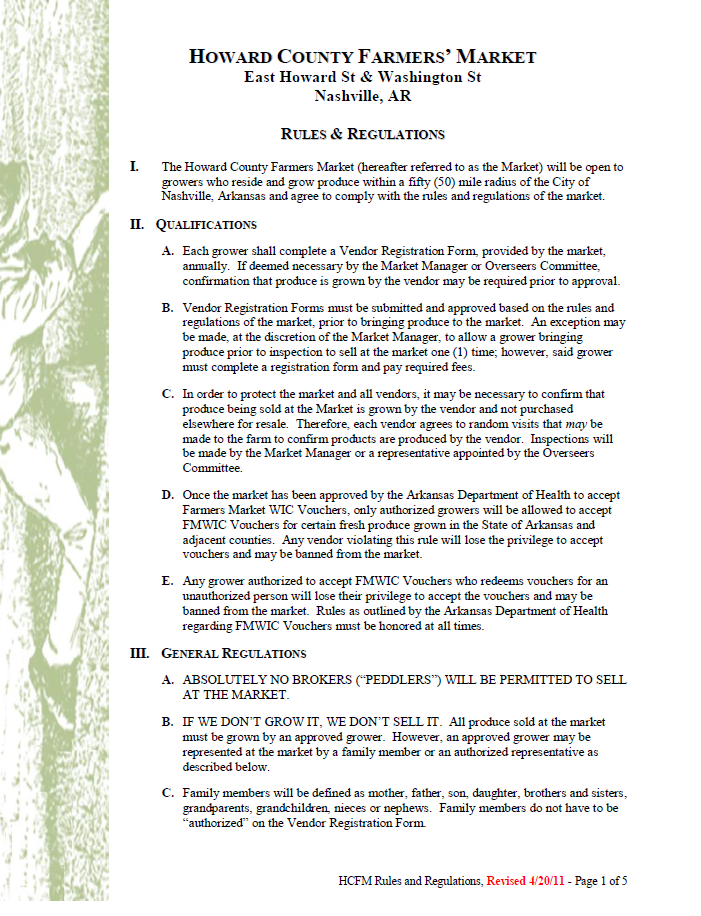 HOWARD COUNTY FARMERS' MARKET
East Howard St & Washington St
Nashville, AR
RULES & REGULATIONS
I. The Howard County Farmers Market (hereafter referred to as the Market) will be open to
growers who reside and grow produce within a fifty (50) mile radius of the City of
Nashville, Arkansas and agree to comply with the rules and regulations of the market.
II. QUALIFICATIONS
A. Each grower shall complete a Vendor Registration Form, provided by the market,
annually. If deemed necessary by the Market Manager or Overseers Committee,
confirmation that produce is grown by the vendor may be required prior to approval.
B. Vendor Registration Forms must be submitted and approved based on the rules and
regulations of the market, prior to bringing produce to the market. An exception may
be made, at the discretion of the Market Manager, to allow a grower bringing
produce prior to inspection to sell at the market one (1) time; however, said grower
must complete a registration form and pay required fees.
C. In order to protect the market and all vendors, it may be necessary to confirm that
produce being sold at the Market is grown by the vendor and not purchased
elsewhere for resale. Therefore, each vendor agrees to random visits that may be
made to the farm to confirm products are produced by the vendor. Inspections will
be made by the Market Manager or a representative appointed by the Overseers
Committee.
D. Once the market has been approved by the Arkansas Department of Health to accept
Farmers Market WIC Vouchers, only authorized growers will be allowed to accept
FMWIC Vouchers for certain fresh produce grown in the State of Arkansas and
adjacent counties. Any vendor violating this rule will lose the privilege to accept
vouchers and may be banned from the market.
E. Any grower authorized to accept FMWIC Vouchers who redeems vouchers for an
unauthorized person will lose their privilege to accept the vouchers and may be
banned from the market. Rules as outlined by the Arkansas Department of Health
regarding FMWIC Vouchers must be honored at all times.
III. GENERAL REGULATIONS
A. ABSOLUTELY NO BROKERS ("PEDDLERS") WILL BE PERMITTED TO SELL
AT THE MARKET.
B. IF WE DON'T GROW IT, WE DON'T SELL IT. All produce sold at the market
must be grown by an approved grower. However, an approved grower may be
represented at the market by a family member or an authorized representative as
described below.
C. Family members will be defined as mother, father, son, daughter, brothers and sisters,
grandparents, grandchildren, nieces or nephews. Family members do not have to be
"authorized" on the Vendor Registration Form.
HCFM Rules and Regulations, Revised 4/20/11 - Page 1 of 5